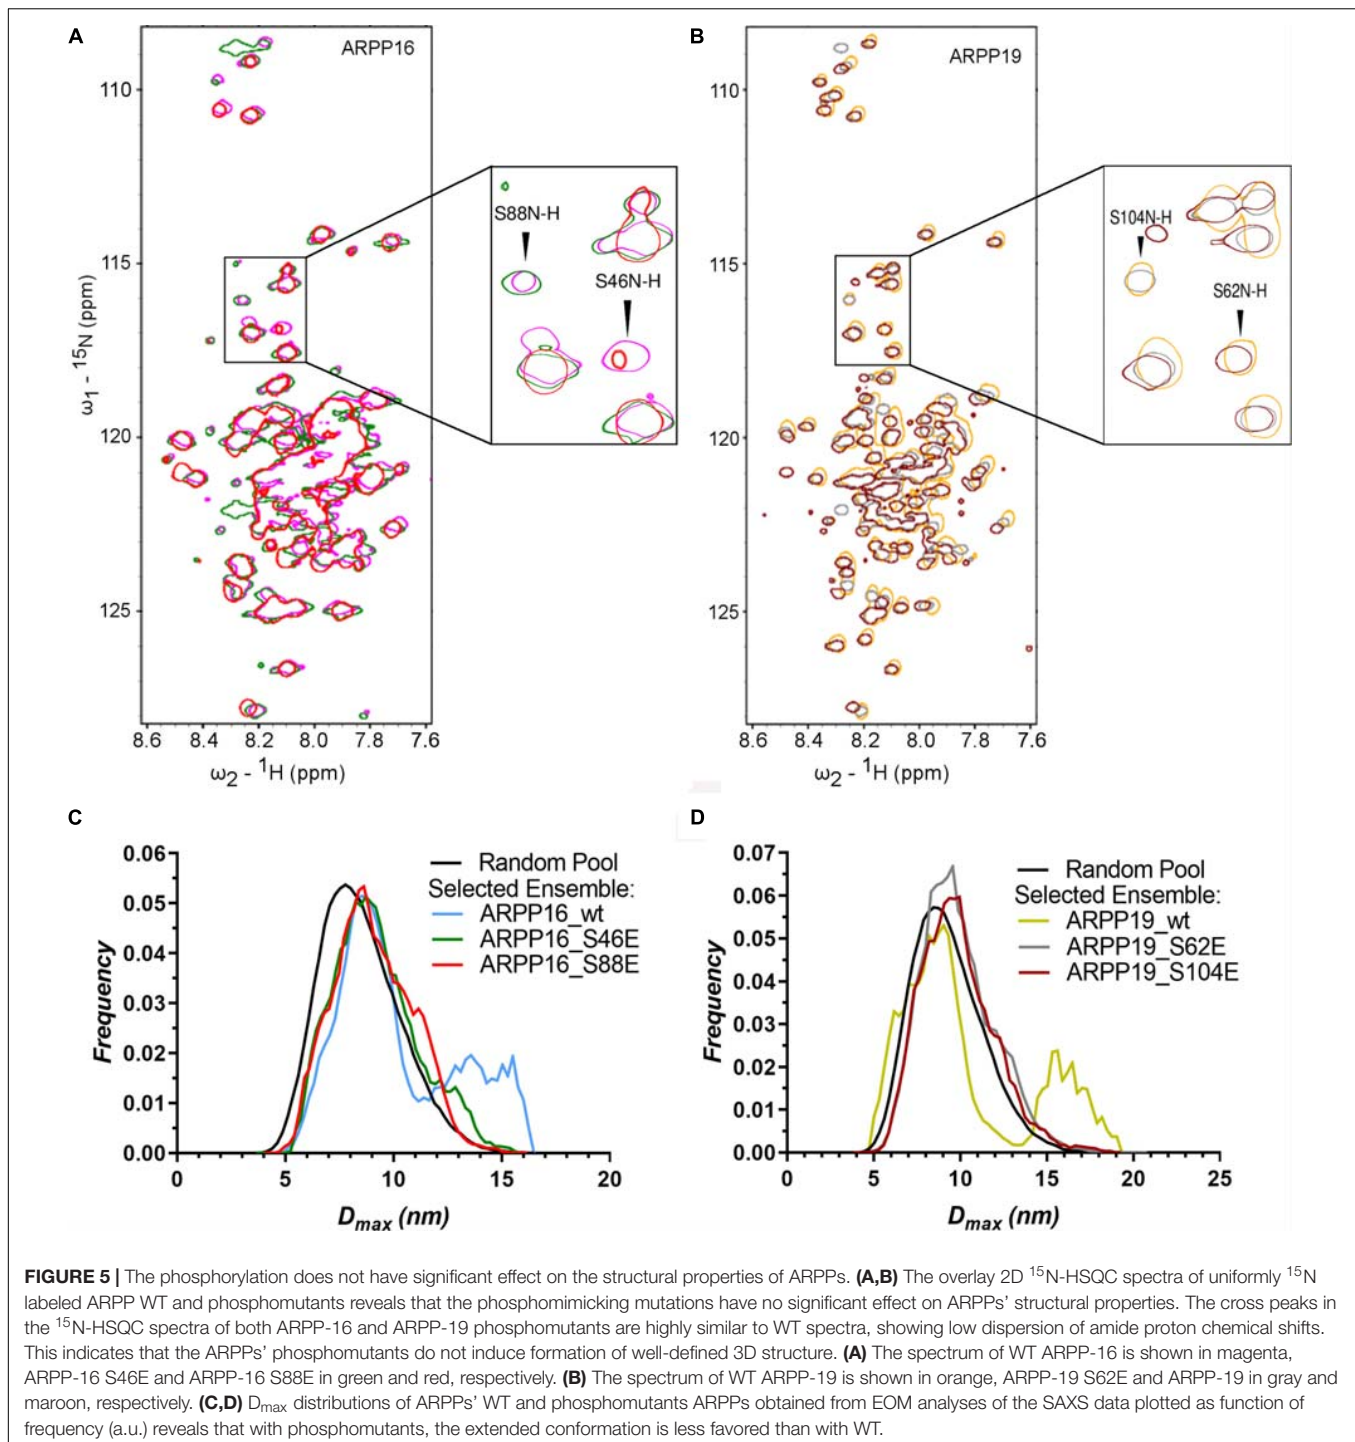 A
ARPP16
110
115
120
125
ω1 - 15N (ppm)
S88N-H
S46N-H
8.6 8.4 8.2 8.0 7.8 7.6
ω2 - 1H (ppm)
B
ARPP19
110
115
120
125
S104N-H
S62N-H
8.6 8.4 8.2 8.0 7.8 7.6
ω2 - 1H (ppm)
C
0.06
0.05
0.04
0.03
0.02
0.01
0.00
Frequency
Random Pool
Selected Ensemble:
ARPP16_wt
ARPP16_S46E
ARPP16_S88E
0 5 10 15 20
Dmax (nm)
D
0.07
0.06
0.05
0.04
0.03
0.02
0.01
0.00
Frequency
Random Pool
Selected Ensemble:
ARPP19_wt
ARPP19_S62E
ARPP19_S104E
0 5 10 15 20 25
Dmax (nm)
FIGURE 5 | The phosphorylation does not have significant effect on the structural properties of ARPPs. (A,B) The overlay 2D 15N-HSQC spectra of uniformly 15N
labeled ARPP WT and phosphomutants reveals that the phosphomimicking mutations have no significant effect on ARPPs' structural properties. The cross peaks in
the 15N-HSQC spectra of both ARPP-16 and ARPP-19 phosphomutants are highly similar to WT spectra, showing low dispersion of amide proton chemical shifts.
This indicates that the ARPPs' phosphomutants do not induce formation of well-defined 3D structure. (A) The spectrum of WT ARPP-16 is shown in magenta,
ARPP-16 S46E and ARPP-16 S88E in green and red, respectively. (B) The spectrum of WT ARPP-19 is shown in orange, ARPP-19 S62E and ARPP-19 in gray and
maroon, respectively. (C,D) Dmax distributions of ARPPs' WT and phosphomutants ARPPs obtained from EOM analyses of the SAXS data plotted as function of
frequency (a.u.) reveals that with phosphomutants, the extended conformation is less favored than with WT.